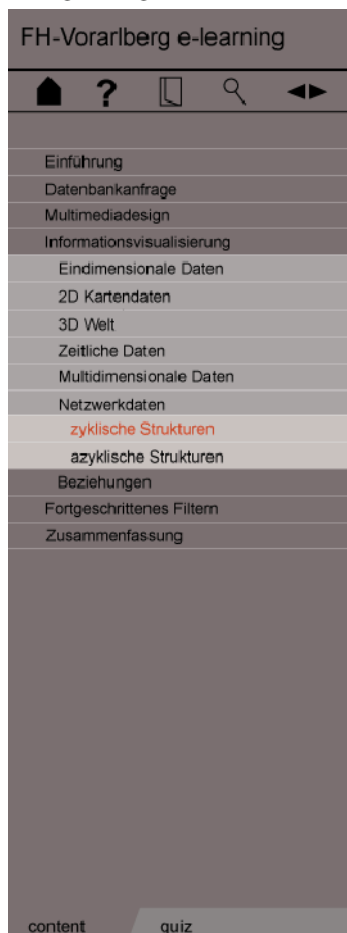 FH-Vorarlberg e-learning
?
Einführung
Datenbankanfrage
Multimediadesign
Informationsvisualisierung
Eindimensionale Daten
2D Kartendaten
3D Welt
Zeitliche Daten
Multidimensionale Daten
Netzwerkdaten
zyklische Strukturen
azyklische Strukturen
Beziehungen
Fortgeschrittenes Filtern
Zusammenfassung
content quiz